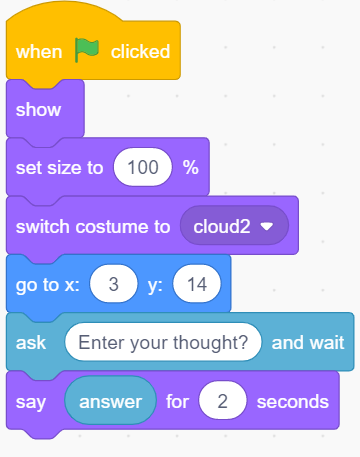 when clicked
show
set size to 100 %
switch costume to cloud2
go to x: 3 y: 14
ask Enter your thought? and wait
say answer for 2 seconds